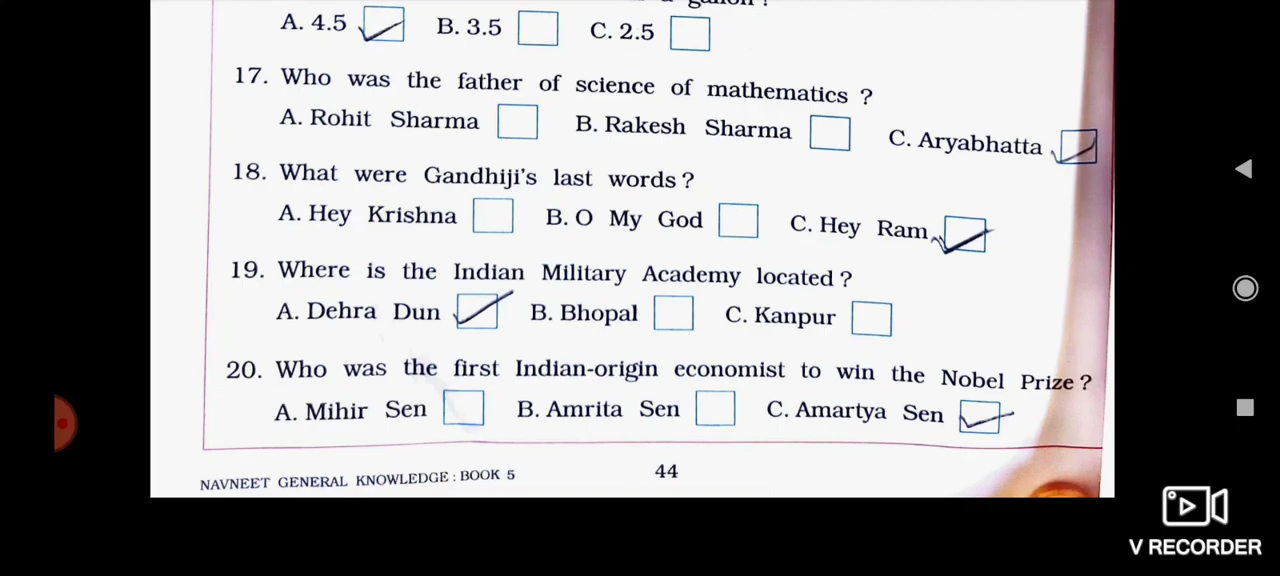 gallon ?
A. 4.5 B. 3.5 C. 2.5
17. Who was the father of science of mathematics ?
A. Rohit Sharma B. Rakesh Sharma C. Aryabhatta
18. What were Gandhiji's last words ?
A. Hey Krishna B. O My God C. Hey Ram
19. Where is the Indian Military Academy located ?
A. Dehra Dun B. Bhopal C. Kanpur
20. Who was the first Indian-origin economist to win the Nobel Prize ?
A. Mihir Sen B. Amrita Sen C. Amartya Sen
NAVNEET GENERAL KNOWLEDGE : BOOK 5 44
V RECORDER